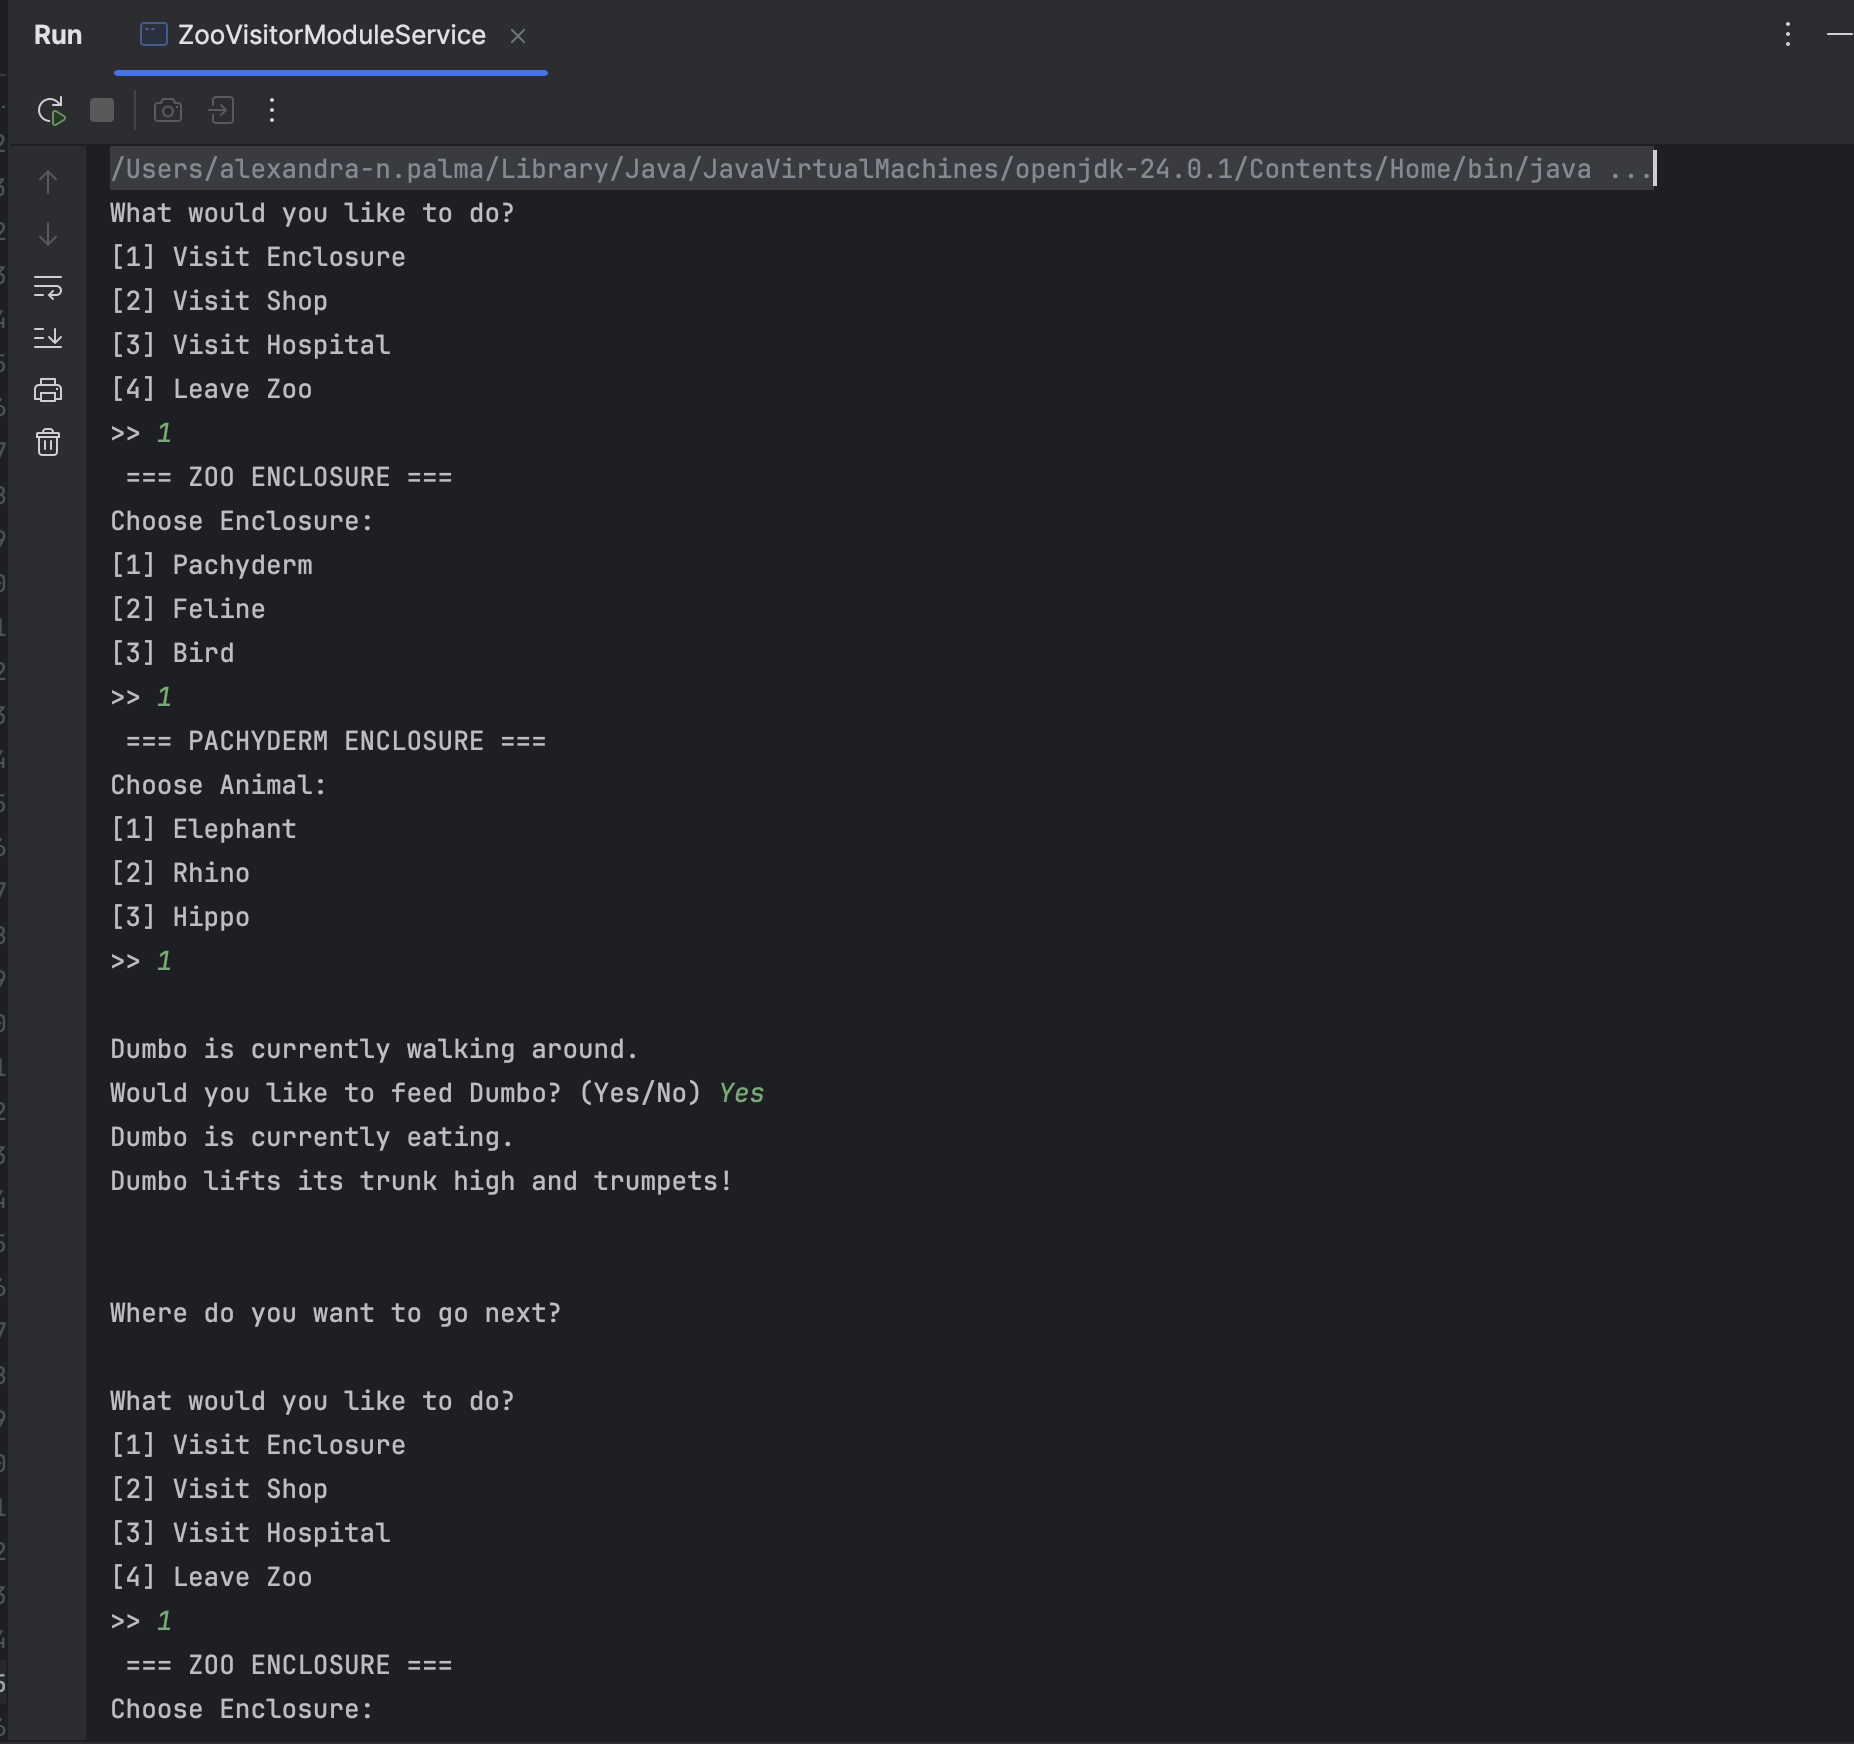 Run ZooVisitorModuleService
/Users/alexandra-n.palma/Library/Java/JavaVirtualMachines/openjdk-24.0.1/Contents/Home/bin/java ...
What would you like to do?
[1] Visit Enclosure
[2] Visit Shop
[3] Visit Hospital
[4] Leave Zoo
>> 1
=== ZOO ENCLOSURE ===
Choose Enclosure:
[1] Pachyderm
[2] Feline
[3] Bird
>> 1
=== PACHYDERM ENCLOSURE ===
Choose Animal:
[1] Elephant
[2] Rhino
[3] Hippo
>> 1
Dumbo is currently walking around.
Would you like to feed Dumbo? (Yes/No) Yes
Dumbo is currently eating.
Dumbo lifts its trunk high and trumpets!
Where do you want to go next?
What would you like to do?
[1] Visit Enclosure
[2] Visit Shop
[3] Visit Hospital
[4] Leave Zoo
>> 1
=== ZOO ENCLOSURE ===
Choose Enclosure: